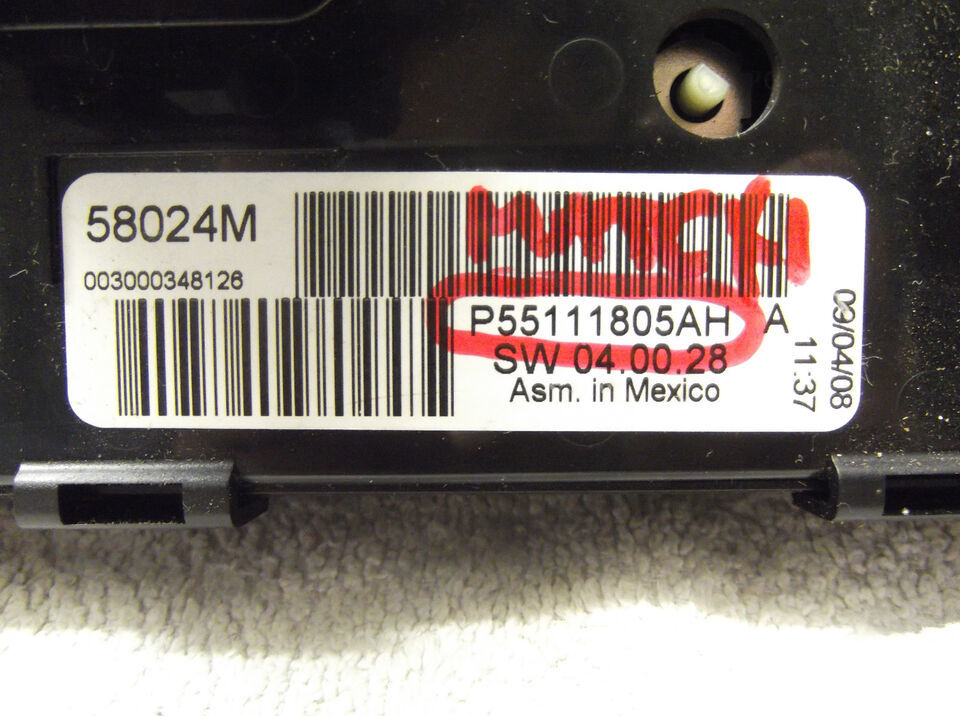 58024M
003000348126
P55111805AH A
SW 04.00.28
Asm. in Mexico
09/04/08
11:37